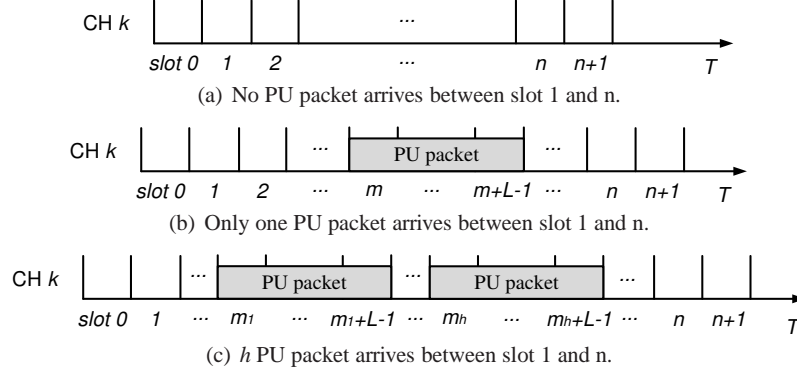 CH k
slot 0 1 2 ... ... n n+1 T
(a) No PU packet arrives between slot 1 and n.
CH k ... PU packet ...
slot 0 1 2 ... m ... m+L-1 ... n n+1 T
(b) Only one PU packet arrives between slot 1 and n.
CH k ... PU packet ... PU packet ...
slot 0 1 ... m1 ... m1+L-1 ... mh ... mh+L-1 ... n n+1 T
(c) h PU packet arrives between slot 1 and n.